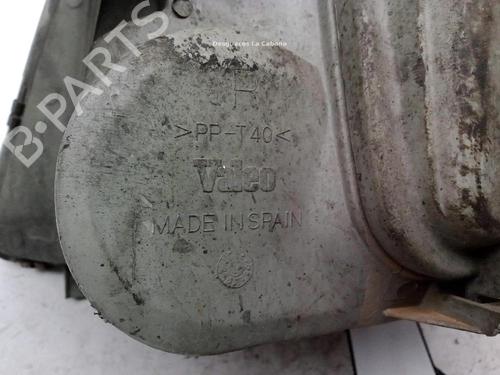 Desguaces La Cabaña
B-PARTS
>PP-T40<
Valeo
MADE IN SPAIN